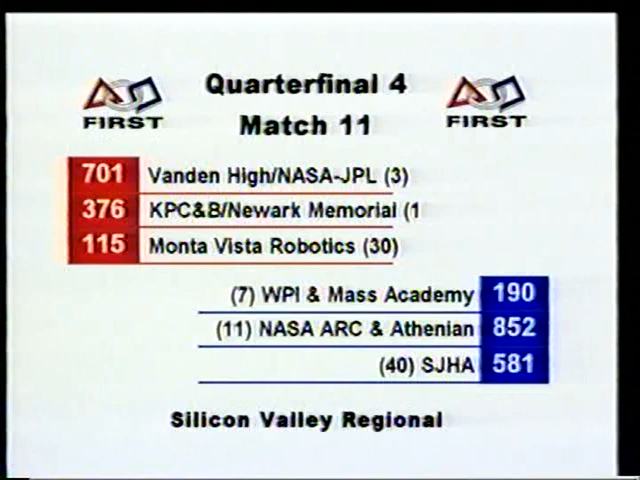 Quarterfinal 4
FIRST
FIRST
Match 11
701 Vanden High/NASA-JPL (3)
376 KPC&B/Newark Memorial (1
115 Monta Vista Robotics (30)
(7) WPI & Mass Academy 190
(11) NASA ARC & Athenian 852
(40) SJHA 581
Silicon Valley Regional